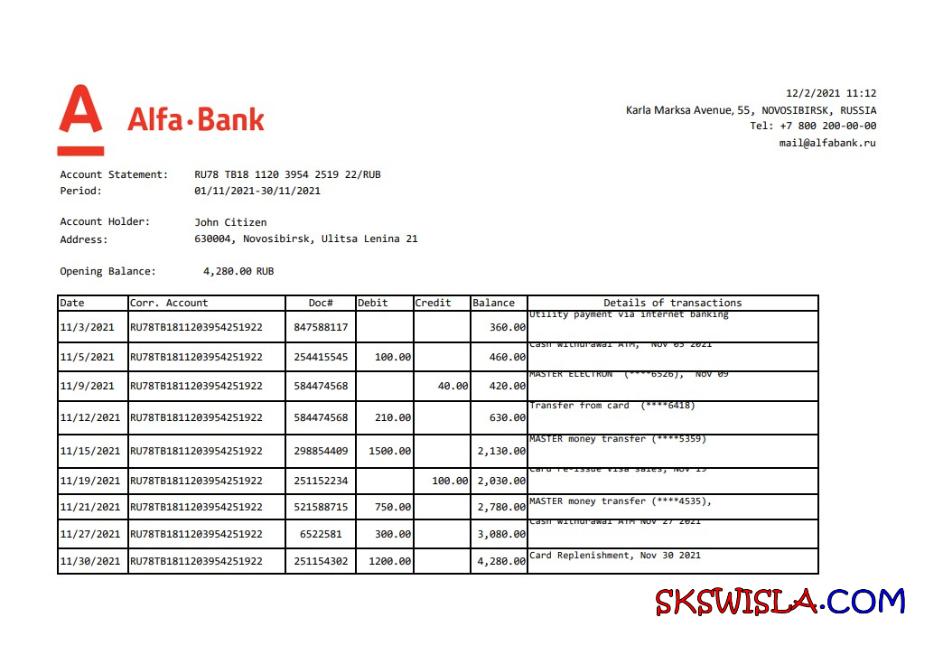 A
Alfa·Bank
12/2/2021 11:12
Karla Marksa Avenue, 55, NOVOSIBIRSK, RUSSIA
Tel: +7 800 200-00-00
mail@alfabank.ru
Account Statement: RU78 TB18 1120 3954 2519 22/RUB
Period: 01/11/2021-30/11/2021
Account Holder: John Citizen
Address: 630004, Novosibirsk, Ulitsa Lenina 21
Opening Balance: 4,280.00 RUB
Date Corr. Account Doc# Debit Credit Balance Details of transactions
11/3/2021 RU78TB1811203954251922 847588117 360.00 Utility payment via internet banking
11/5/2021 RU78TB1811203954251922 254415545 100.00 460.00 Cash withdrawal ATM, Nov 05 2021
11/9/2021 RU78TB1811203954251922 584474568 40.00 420.00 MASTER ELECTRON (****6526), Nov 09
11/12/2021 RU78TB1811203954251922 584474568 210.00 630.00 Transfer from card (****6418)
11/15/2021 RU78TB1811203954251922 298854409 1500.00 2,130.00 MASTER money transfer (****5359)
11/19/2021 RU78TB1811203954251922 251152234 100.00 2,030.00 Card re-issue visa sales, Nov 19
11/21/2021 RU78TB1811203954251922 521588715 750.00 2,780.00 MASTER money transfer (****4535),
11/27/2021 RU78TB1811203954251922 6522581 300.00 3,080.00 Cash withdrawal ATM Nov 27 2021
11/30/2021 RU78TB1811203954251922 251154302 1200.00 4,280.00 Card Replenishment, Nov 30 2021
SKSWISLA.COM